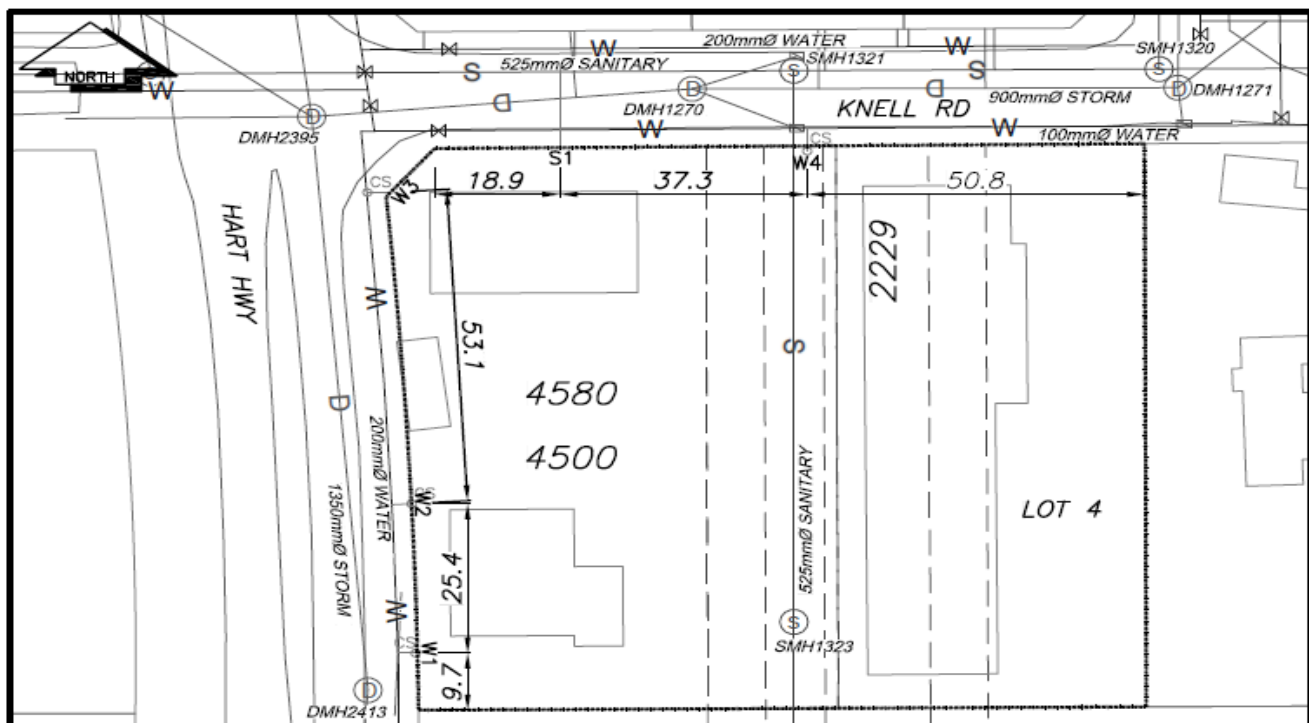 NORTH
W
200mmØ WATER
W
SMH1321
SMH1320
525mmØ SANITARY
S
S
S
S
D
D
DMH1270
D
900mmØ STORM
D
DMH1271
D
DMH2395
KNELL RD
W
W
100mmØ WATER
CS
S1
W4
CS
W3
18.9
37.3
50.8
HART HWY
W
53.1
2229
S
D
4580
4500
200mmØ WATER
1350mmØ STORM
CS
W2
525mmØ SANITARY
LOT 4
25.4
W
CS
W1
S
SMH1323
9.7
D
DMH2413